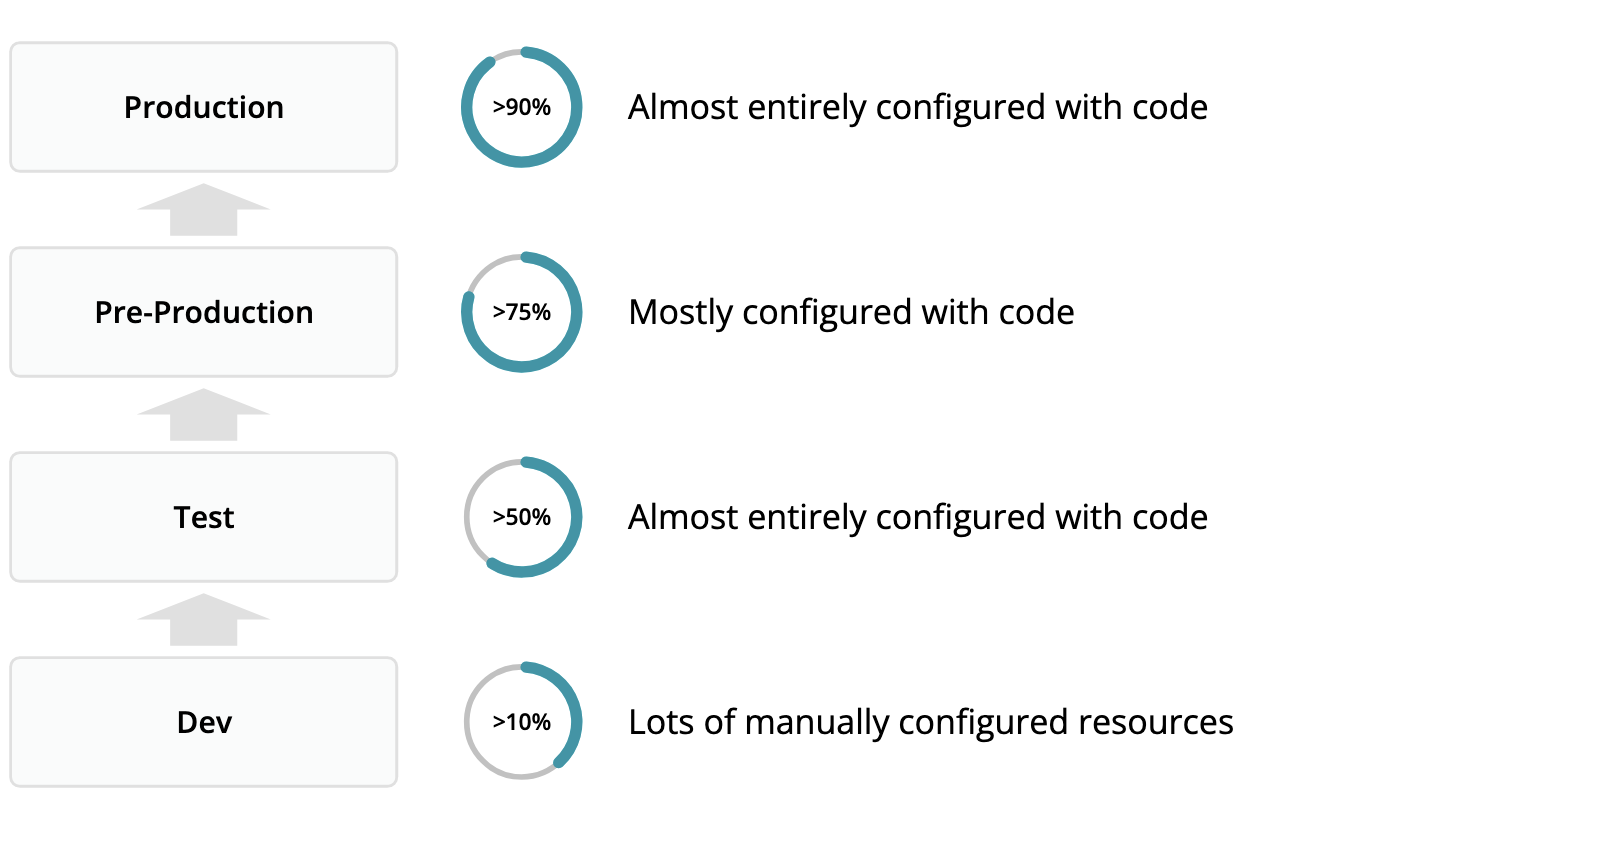 Production
>90%
Almost entirely configured with code
Pre-Production
>75%
Mostly configured with code
Test
>50%
Almost entirely configured with code
Dev
>10%
Lots of manually configured resources